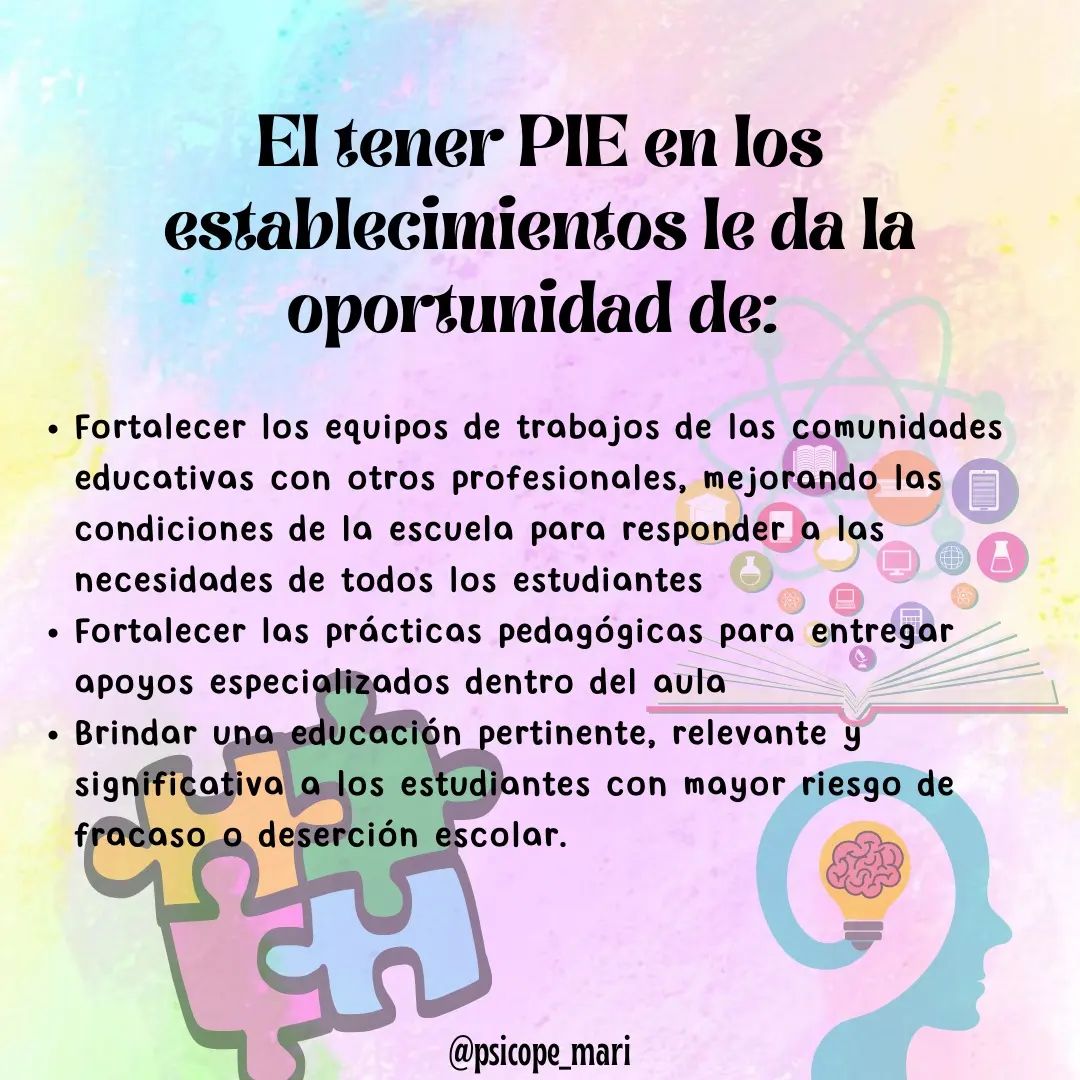 El tener PIE en los
establecimientos le da la
oportunidad de:
• Fortalecer los equipos de trabajos de las comunidades
educativas con otros profesionales, mejorando las
condiciones de la escuela para responder a las
necesidades de todos los estudiantes
• Fortalecer las prácticas pedagógicas para entregar
apoyos especializados dentro del aula
• Brindar una educación pertinente, relevante y
significativa a los estudiantes con mayor riesgo de
fracaso o deserción escolar.
@psicope_mari